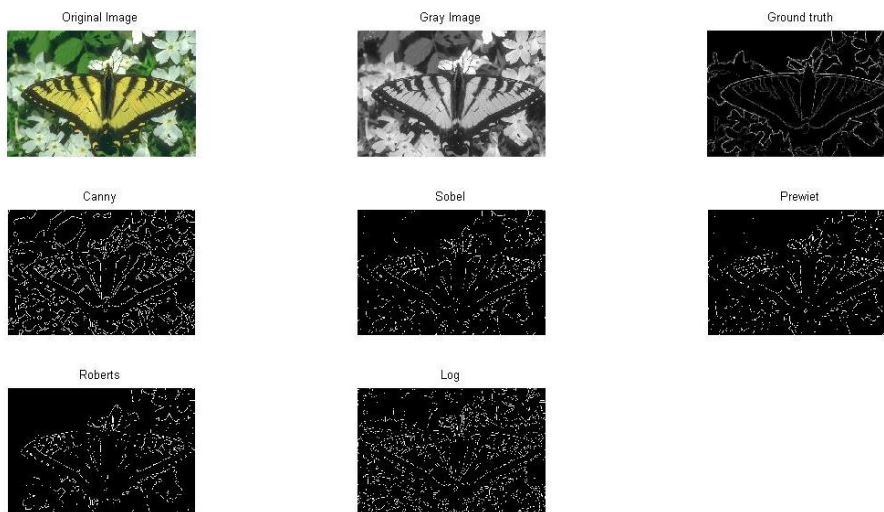 Original Image
Gray Image
Ground truth
Canny
Sobel
Prewiet
Roberts
Log